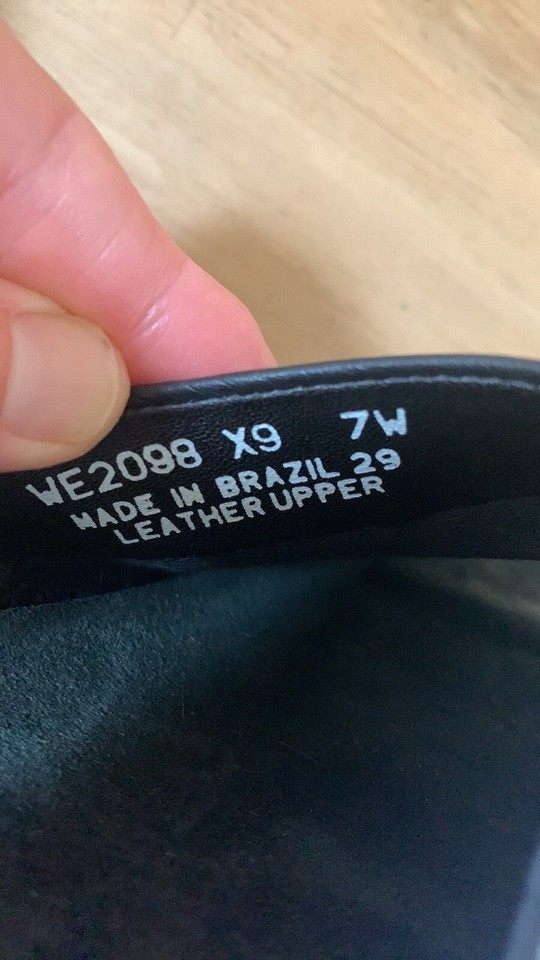 WE2098 X9 7W
MADE IN BRAZIL 29
LEATHER UPPER